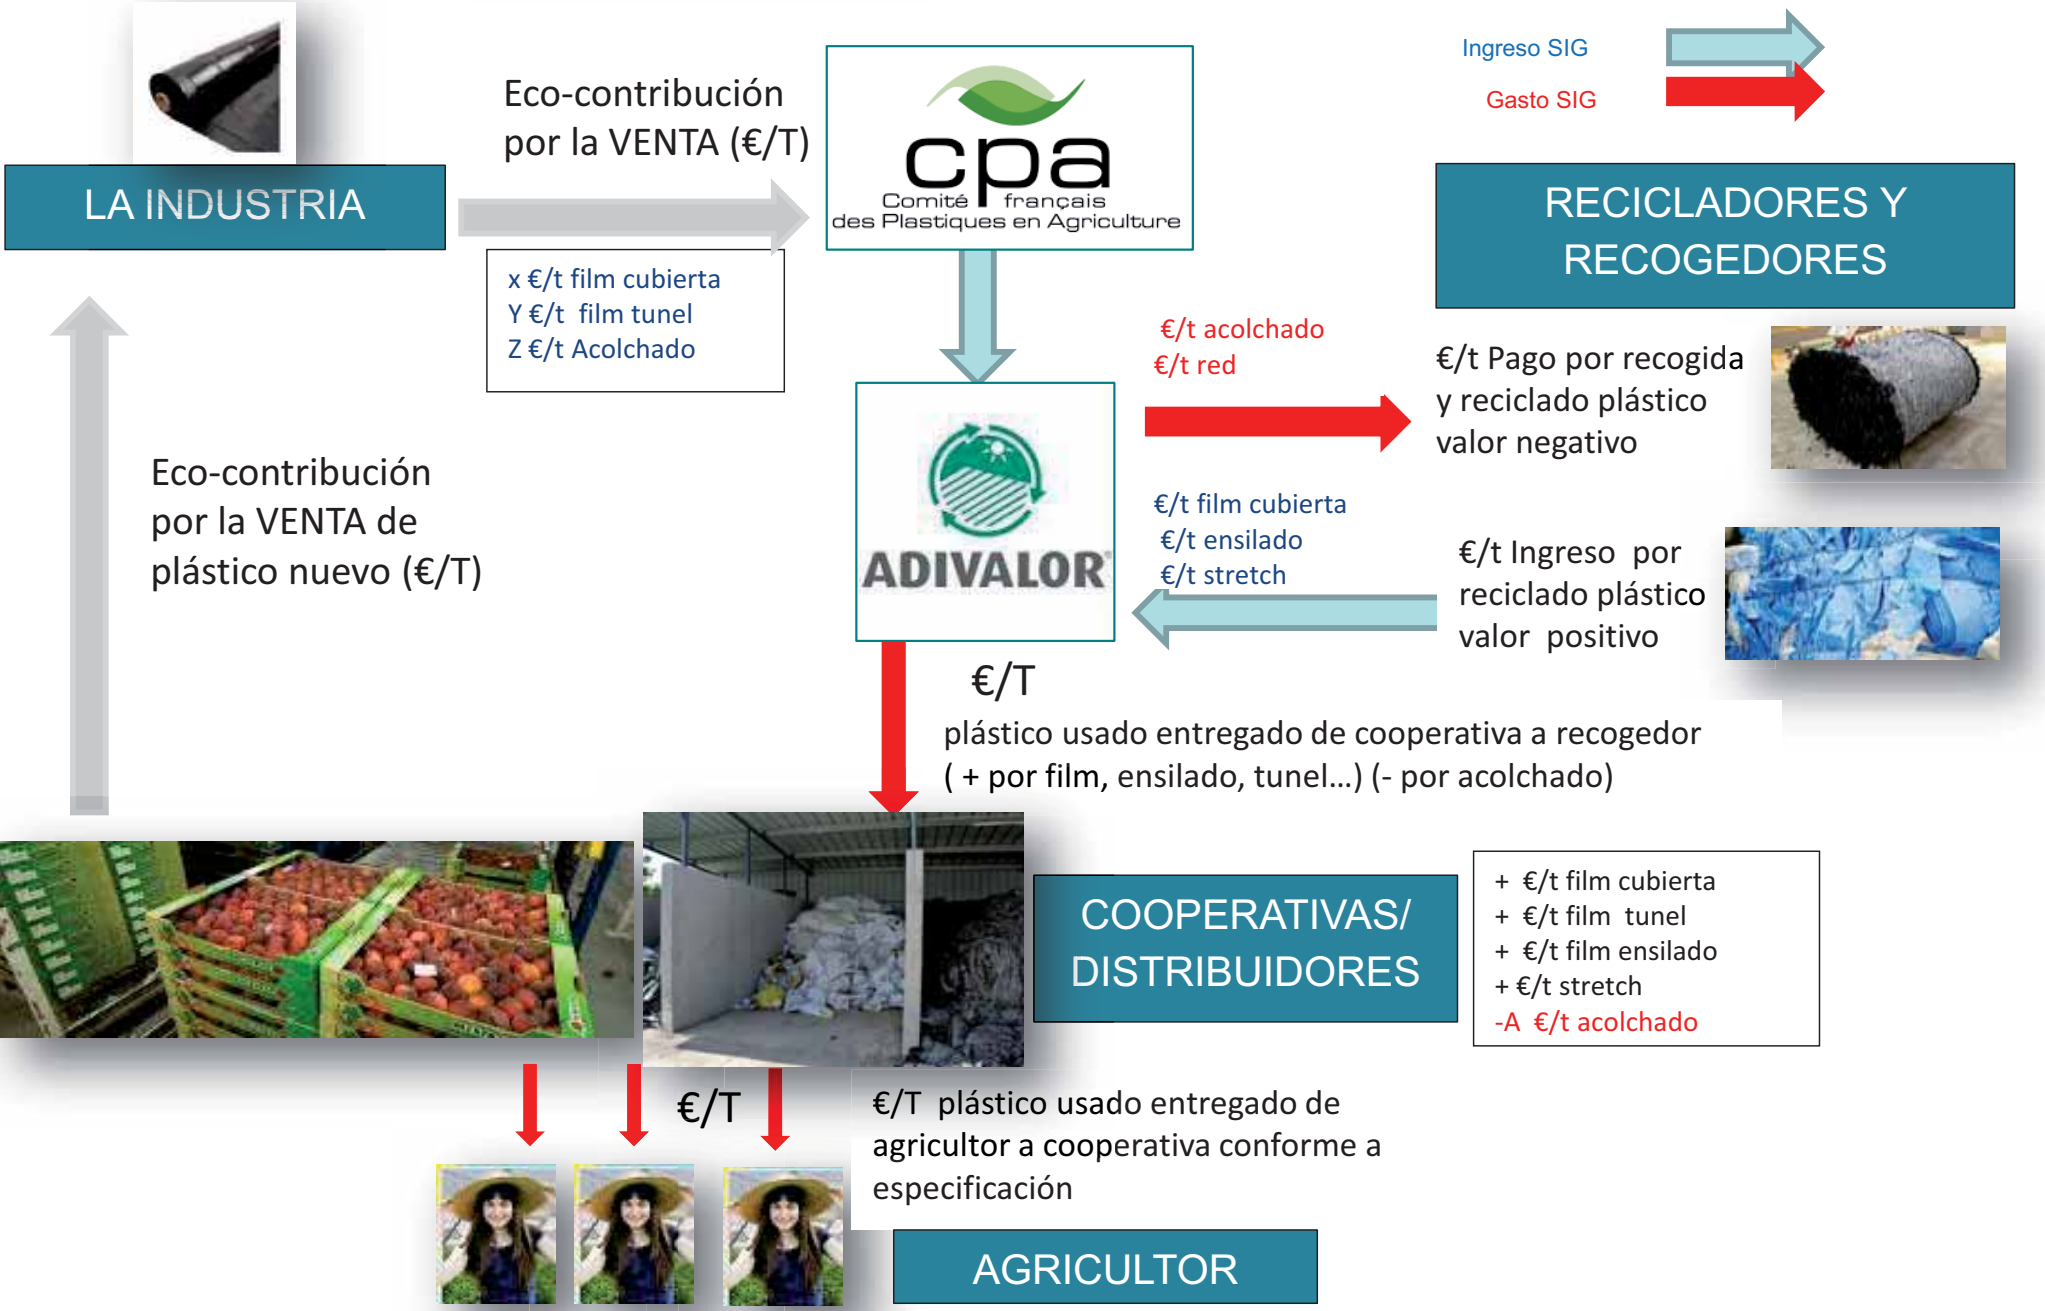 Ingreso SIG
Gasto SIG
Eco-contribución
por la VENTA (€/T)
cpa
Comité français
des Plastiques en Agriculture
LA INDUSTRIA
RECICLADORES Y
RECOGEDORES
x €/t film cubierta
Y €/t film tunel
Z €/t Acolchado
€/t acolchado
€/t red
€/t Pago por recogida
y reciclado plástico
valor negativo
Eco-contribución
por la VENTA de
plástico nuevo (€/T)
ADIVALOR
€/t film cubierta
€/t ensilado
€/t stretch
€/t Ingreso por
reciclado plástico
valor positivo
€/T
plástico usado entregado de cooperativa a recogedor
( + por film, ensilado, tunel...) (- por acolchado)
COOPERATIVAS/
DISTRIBUIDORES
+ €/t film cubierta
+ €/t film tunel
+ €/t film ensilado
+ €/t stretch
-A €/t acolchado
€/T
€/T plástico usado entregado de
agricultor a cooperativa conforme a
especificación
AGRICULTOR